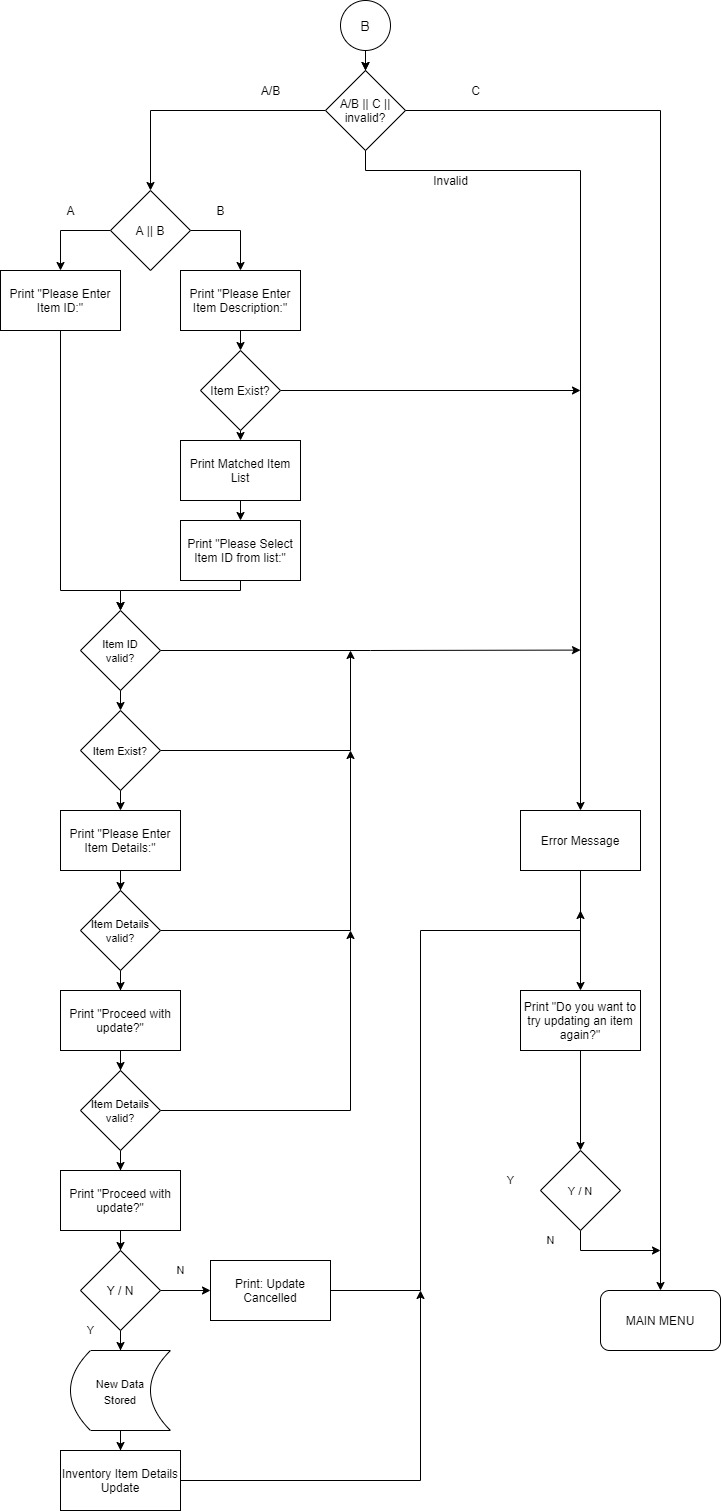 B
A/B
C
A/B || C ||
invalid?
Invalid
A
B
A || B
Print "Please Enter
Item ID:"
Print "Please Enter
Item Description:"
Item Exist?
Print Matched Item
List
Print "Please Select
Item ID from list:"
Item ID
valid?
Item Exist?
Print "Please Enter
Item Details:"
Error Message
Item Details
valid?
Print "Proceed with
update?"
Print "Do you want to
try updating an item
again?"
Item Details
valid?
Print "Proceed with
update?"
Y
Y / N
N
Y / N
N
Print: Update
Cancelled
MAIN MENU
Y
New Data
Stored
Inventory Item Details
Update